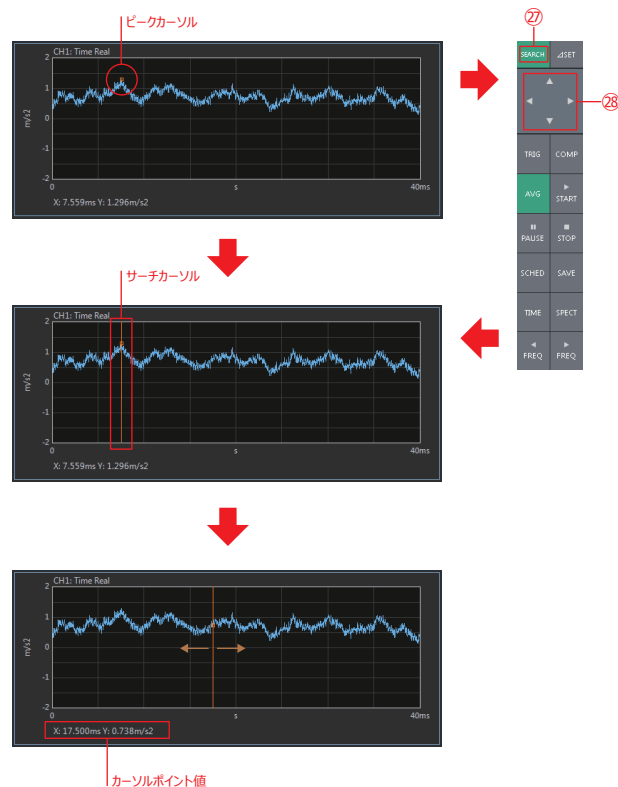 ピークカーソル
CH1: Time Real
2
1
0
-1
-2
m/s2
0
s
40ms
X: 7.559ms Y: 1.296m/s2
㉗
SEARCH
⊿SET
▲
◀ ▶
▼
㉘
TRIG
COMP
AVG
▶
START
PAUSE
■
STOP
SCHED
SAVE
TIME
SPECT
◀
FREQ
▶
FREQ
サーチカーソル
CH1: Time Real
2
1
0
-1
-2
m/s2
0
s
40ms
X: 7.559ms Y: 1.296m/s2
CH1: Time Real
2
1
0
-1
-2
m/s2
0
s
40ms
X: 17.500ms Y: 0.738m/s2
カーソルポイント値